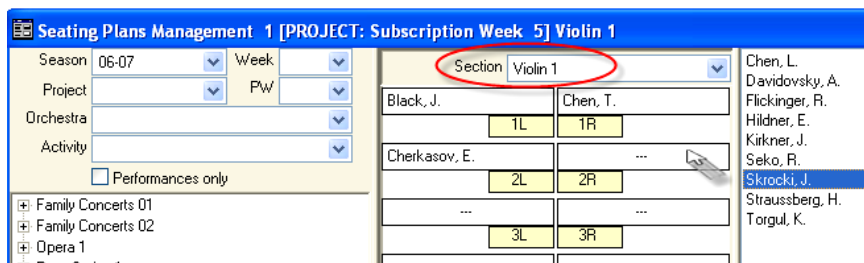 Seating Plans Management 1 [PROJECT: Subscription Week 5] Violin 1
Season 06-07 Week
Project PW
Orchestra
Activity
Performances only
Family Concerts 01
Family Concerts 02
Opera 1
Section Violin 1
Black, J. Chen, T.
1L 1R
Cherkasov, E. ---
2L 2R
--- ---
3L 3R
Chen, L.
Davidovsky, A.
Flickinger, R.
Hildner, E.
Kirkner, J.
Seko, R.
Skrocki, J.
Straussberg, H.
Torgul, K.